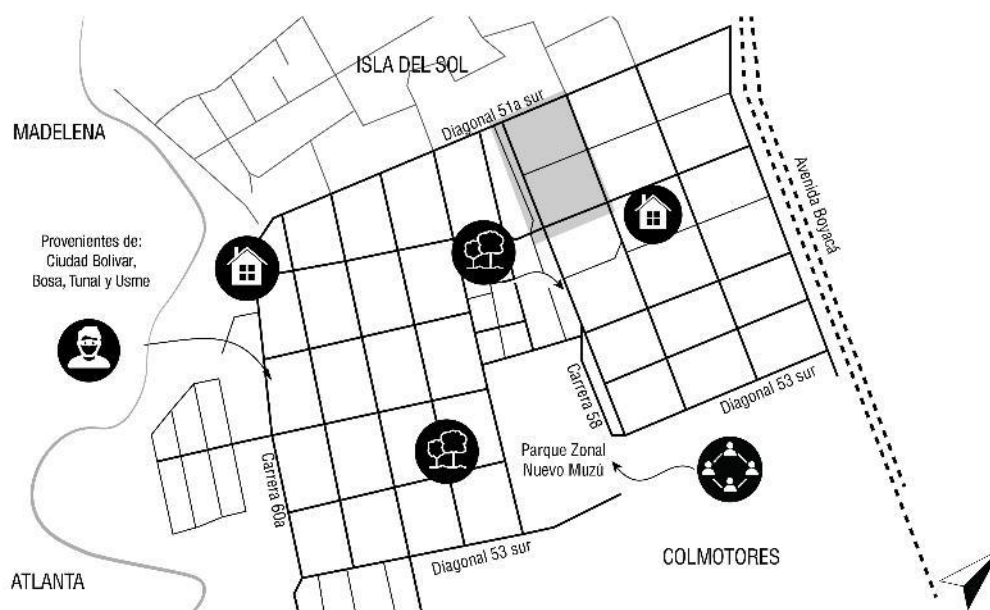 ISLA DEL SOL
MADELENA
Diagonal 51a sur
Avenida Boyacá
Provenientes de:
Ciudad Bolivar,
Bosa, Tunal y Usme
Carrera 58
Diagonal 53 sur
Parque Zonal
Nuevo Muzú
Carrera 60a
Diagonal 53 sur
COLMOTORES
ATLANTA